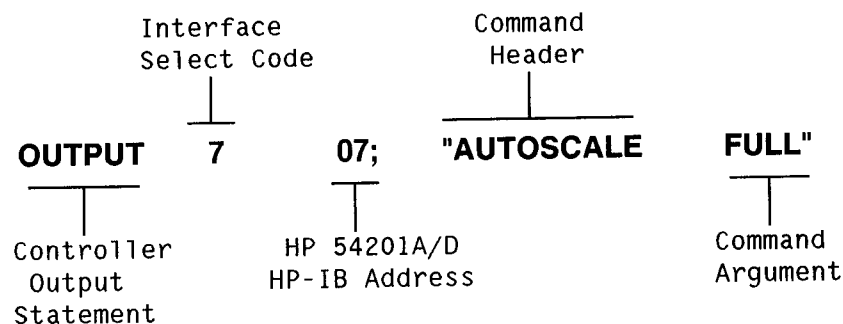 Interface
Select Code
Command
Header
OUTPUT 7 07; "AUTOSCALE FULL"
Controller
Output
Statement
HP 54201A/D
HP-IB Address
Command
Argument